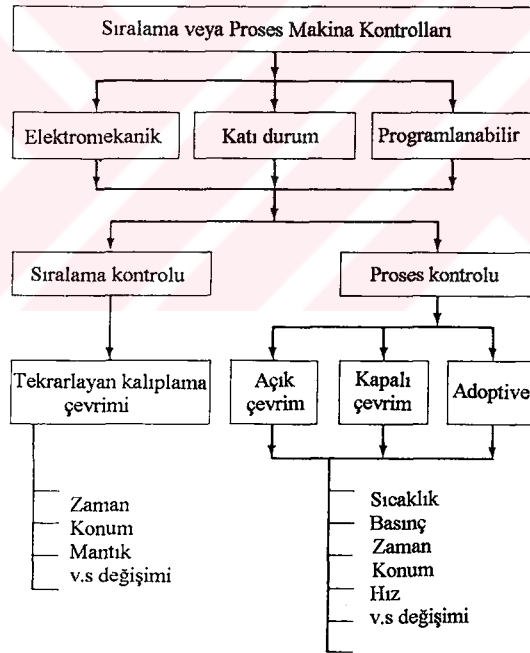 Sıralama veya Proses Makina Kontrolları
Elektromekanik
Katı durum
Programlanabilir
Sıralama kontrolu
Proses kontrolu
Tekrarlayan kalıplama
çevrimi
Açık
çevrim
Kapalı
çevrim
Adoptive
Zaman
Konum
Mantık
v.s değişimi
Sıcaklık
Basınç
Zaman
Konum
Hız
v.s değişimi